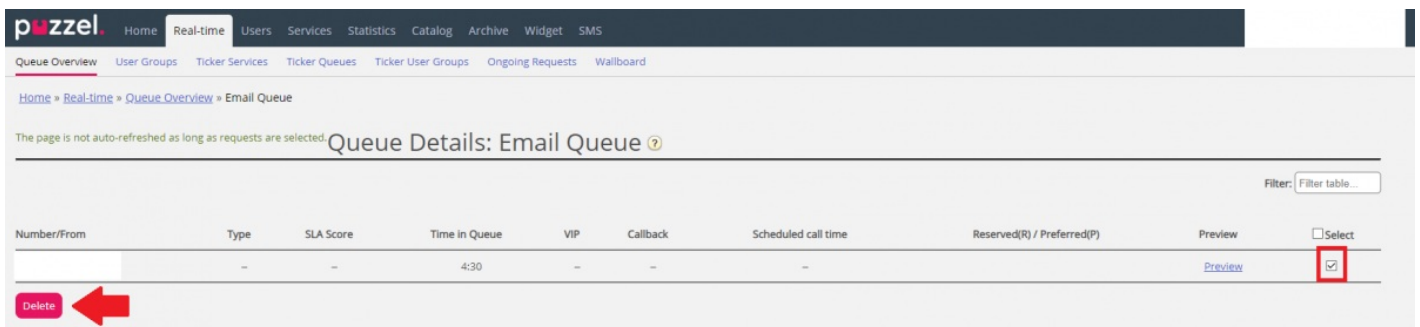 puzzel. Home Real-time Users Services Statistics Catalog Archive Widget SMS
Queue Overview User Groups Ticker Services Ticker Queues Ticker User Groups Ongoing Requests Wallboard
Home » Real-time » Queue Overview » Email Queue
The page is not auto-refreshed as long as requests are selected. Queue Details: Email Queue ?
Filter: Filter table...
Number/From Type SLA Score Time in Queue VIP Callback Scheduled call time Reserved(R) / Preferred(P) Preview Select
– – 4:30 – – – Preview
Delete